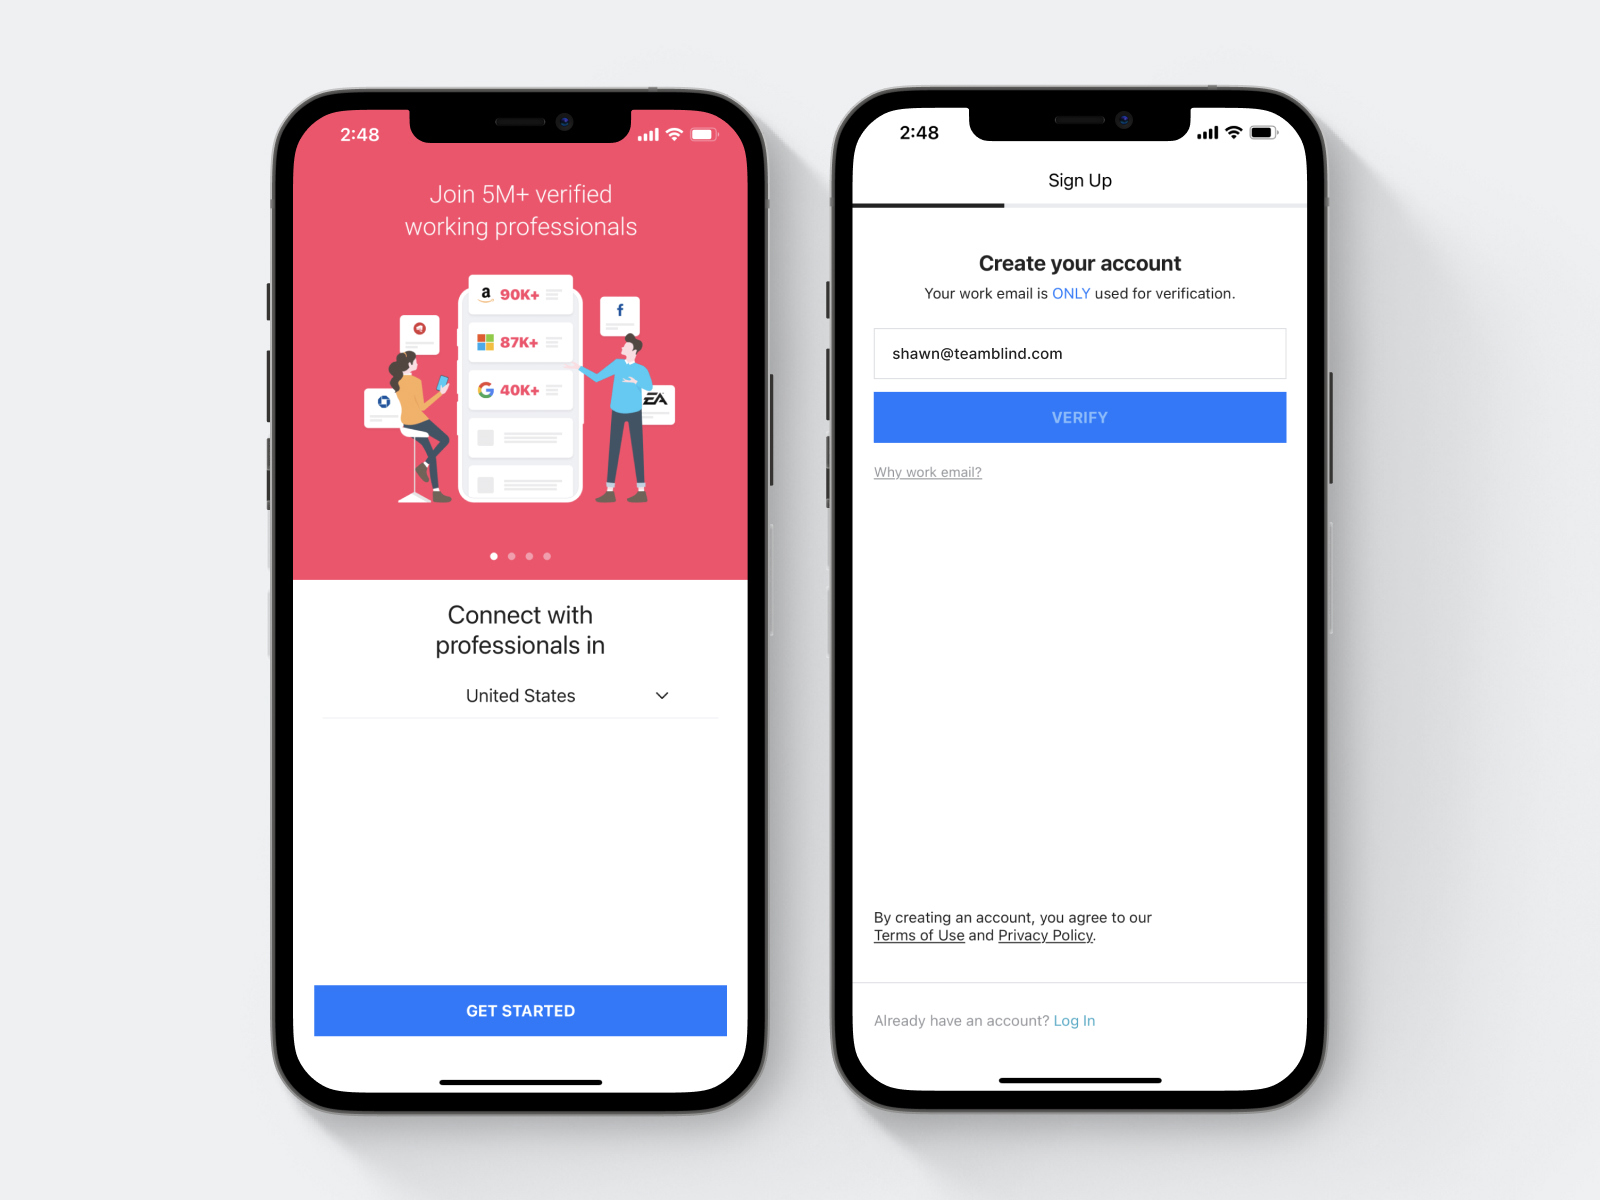 2:48
Join 5M+ verified
working professionals
a 90K+
87K+
G 40K+
f
EA
Connect with
professionals in
United States
GET STARTED
2:48
Sign Up
Create your account
Your work email is ONLY used for verification.
shawn@teamblind.com
VERIFY
Why work email?
By creating an account, you agree to our
Terms of Use and Privacy Policy.
Already have an account? Log In